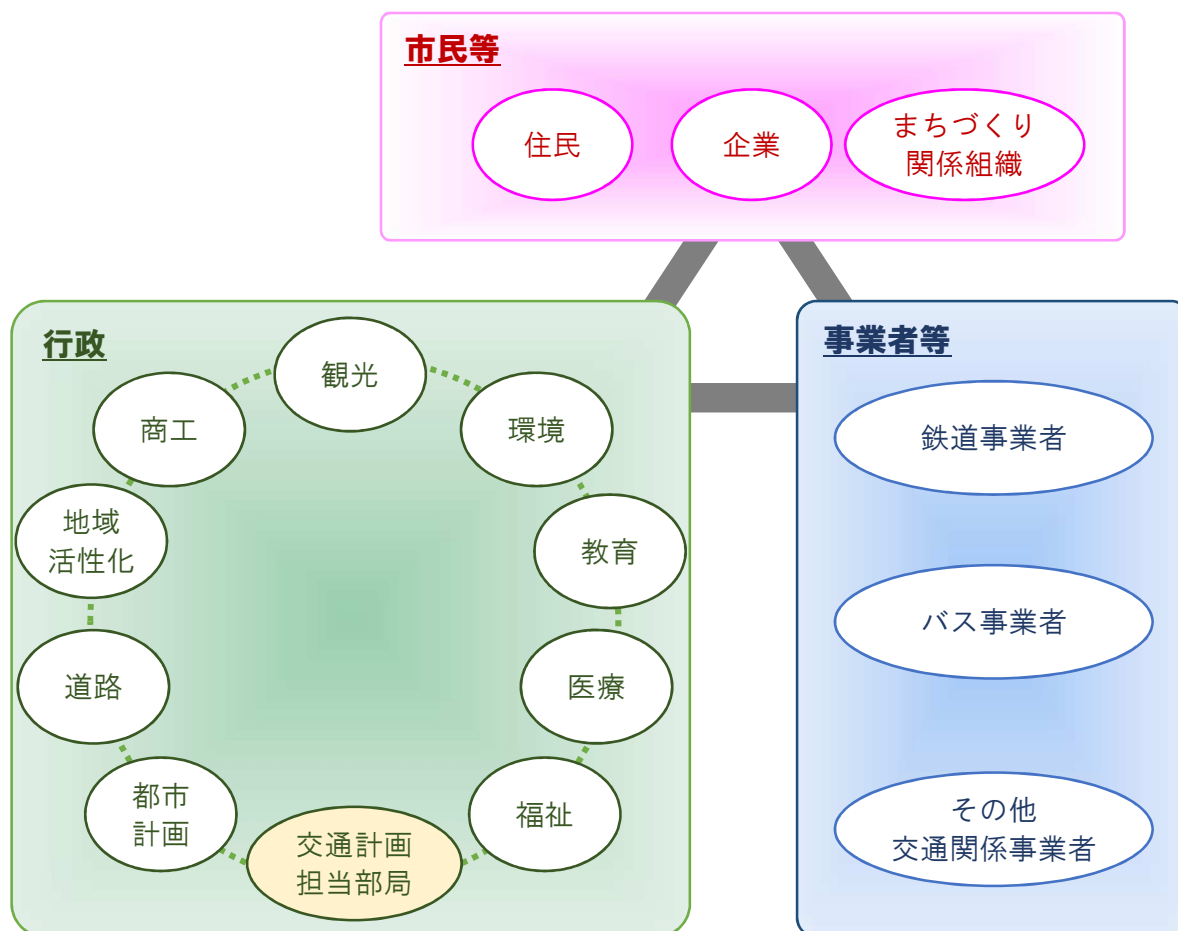 市民等
住民
企業
まちづくり
関係組織
行政
観光
商工
環境
地域
活性化
教育
道路
医療
都市
計画
福祉
交通計画
担当部局
事業者等
鉄道事業者
バス事業者
その他
交通関係事業者